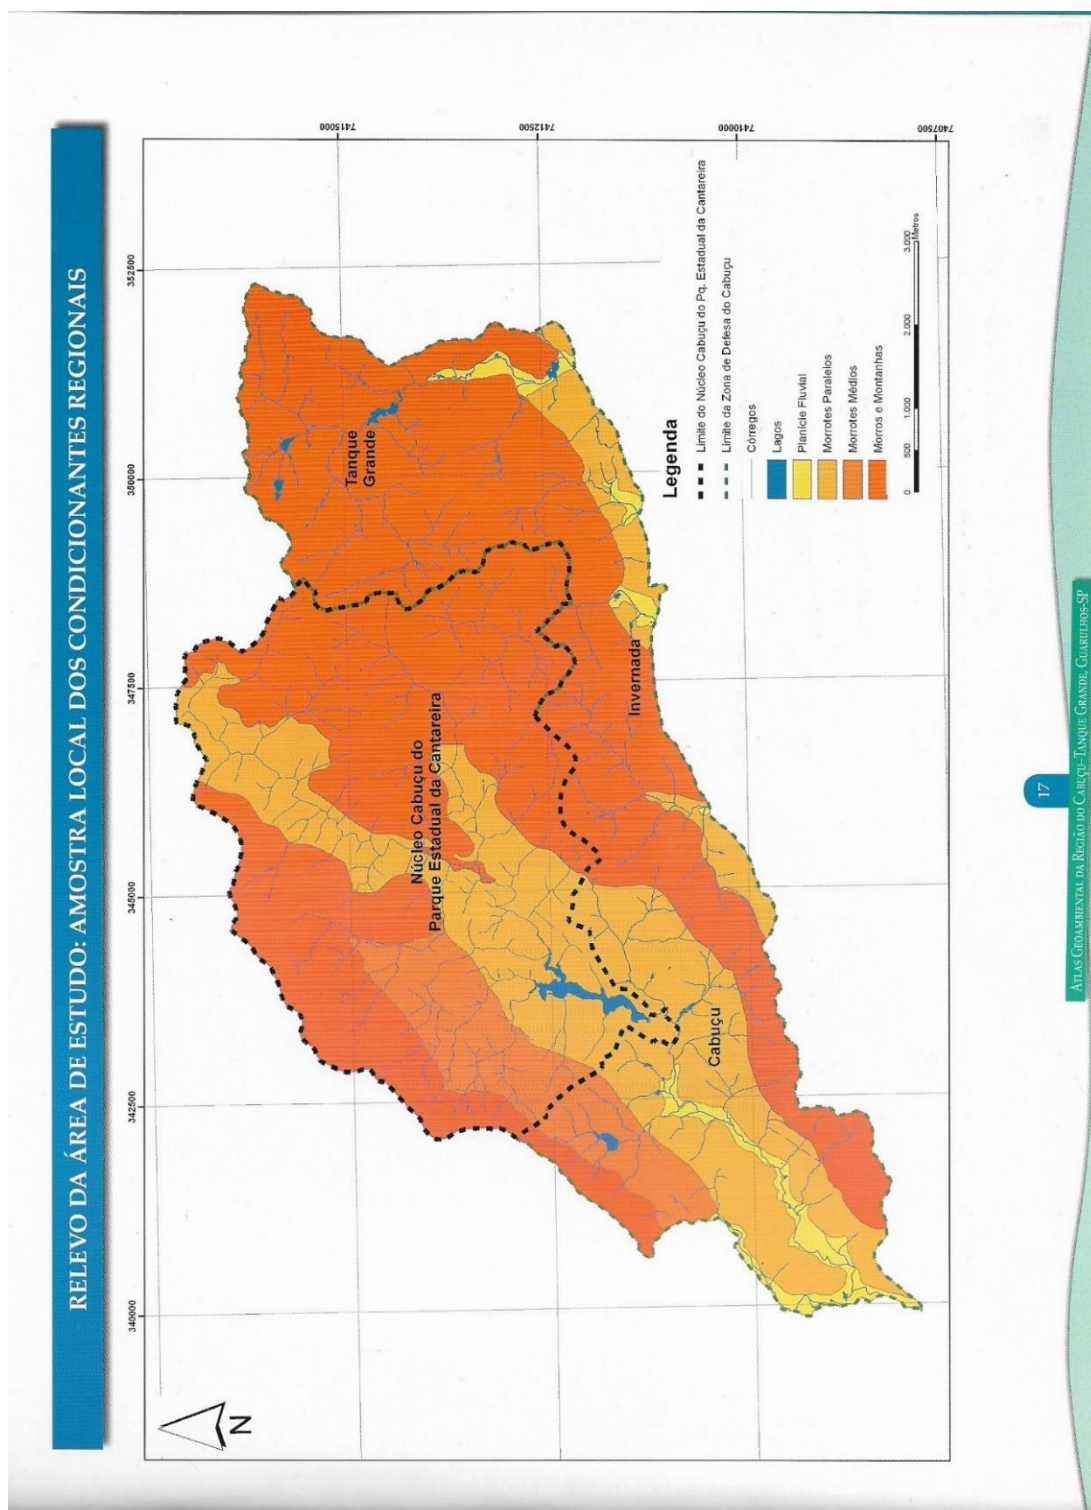 RELEVO DA ÁREA DE ESTUDO: AMOSTRA LOCAL DOS CONDICIONANTES REGIONAIS
N
340000
342500
345000
347500
350000
352500
7415000
7412500
7410000
7407500
Tanque
Grande
Núcleo Cabuçu do
Parque Estadual da Cantareira
Invernada
Cabuçu
Legenda
Limite do Núcleo Cabuçu do Pq. Estadual da Cantareira
Limite da Zona de Defesa do Cabuçu
Córregos
Lagos
Planície Fluvial
Morrotes Paralelos
Morrotes Médios
Morros e Montanhas
0 500 1.000 2.000 3.000
Metros
17
ATLAS GEOAMBIENTAL DA REGIÃO DO CABUÇU–TANQUE GRANDE, GUARULHOS-SP